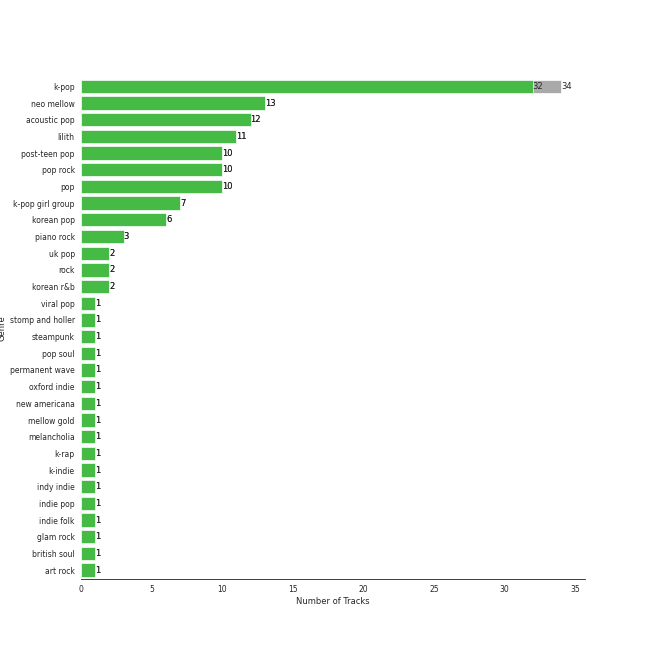 k-pop 32 34
neo mellow 13
acoustic pop 12
lilith 11
post-teen pop 10
pop rock 10
pop 10
k-pop girl group 7
korean pop 6
piano rock 3
uk pop 2
rock 2
korean r&b 2
viral pop 1
stomp and holler 1
steampunk 1
pop soul 1
permanent wave 1
oxford indie 1
new americana 1
mellow gold 1
melancholia 1
k-rap 1
k-indie 1
indy indie 1
indie pop 1
indie folk 1
glam rock 1
british soul 1
art rock 1
Genre
0 5 10 15 20 25 30 35
Number of Tracks